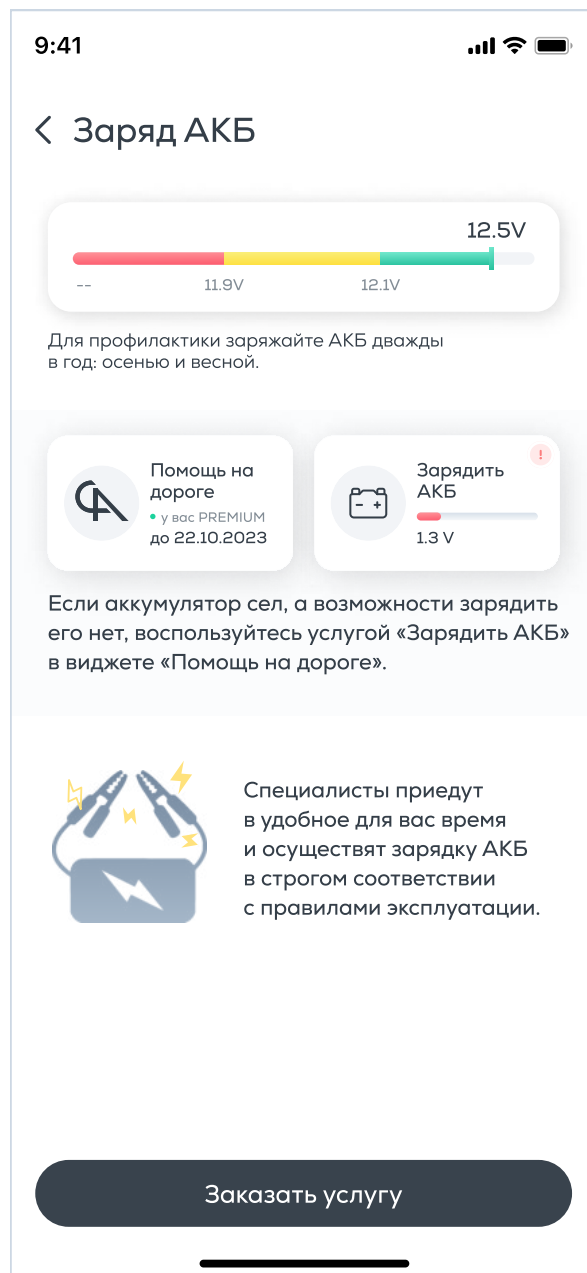 9:41
Заряд АКБ
12.5V
--
11.9V
12.1V
Для профилактики заряжайте АКБ дважды
в год: осенью и весной.
Помощь на
дороге
у вас PREMIUM
до 22.10.2023
!
Зарядить
АКБ
1.3 V
Если аккумулятор сел, а возможности зарядить
его нет, воспользуйтесь услугой «Зарядить АКБ»
в виджете «Помощь на дороге».
Специалисты приедут
в удобное для вас время
и осуществят зарядку АКБ
в строгом соответствии
с правилами эксплуатации.
Заказать услугу